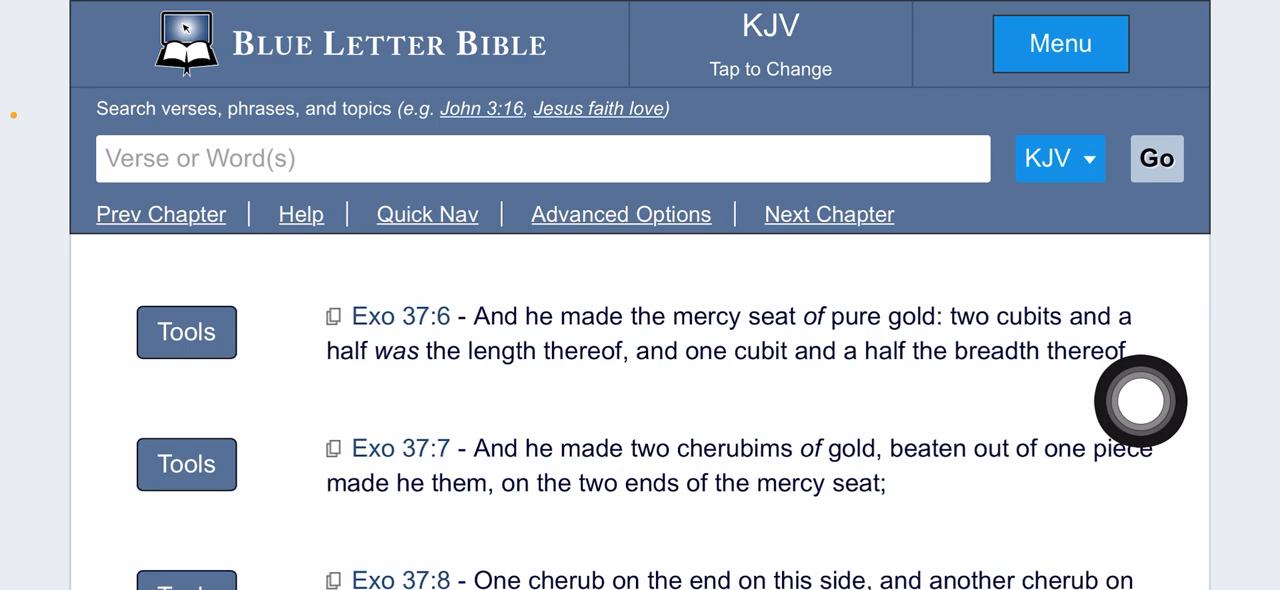 BLUE LETTER BIBLE
KJV
Tap to Change
Menu
Search verses, phrases, and topics (e.g. John 3:16, Jesus faith love)
Verse or Word(s)
KJV
Go
Prev Chapter | Help | Quick Nav | Advanced Options | Next Chapter
Tools
Exo 37:6 - And he made the mercy seat of pure gold: two cubits and a
half was the length thereof, and one cubit and a half the breadth thereof.
Tools
Exo 37:7 - And he made two cherubims of gold, beaten out of one piece
made he them, on the two ends of the mercy seat;
Tools
Exo 37:8 - One cherub on the end on this side, and another cherub on